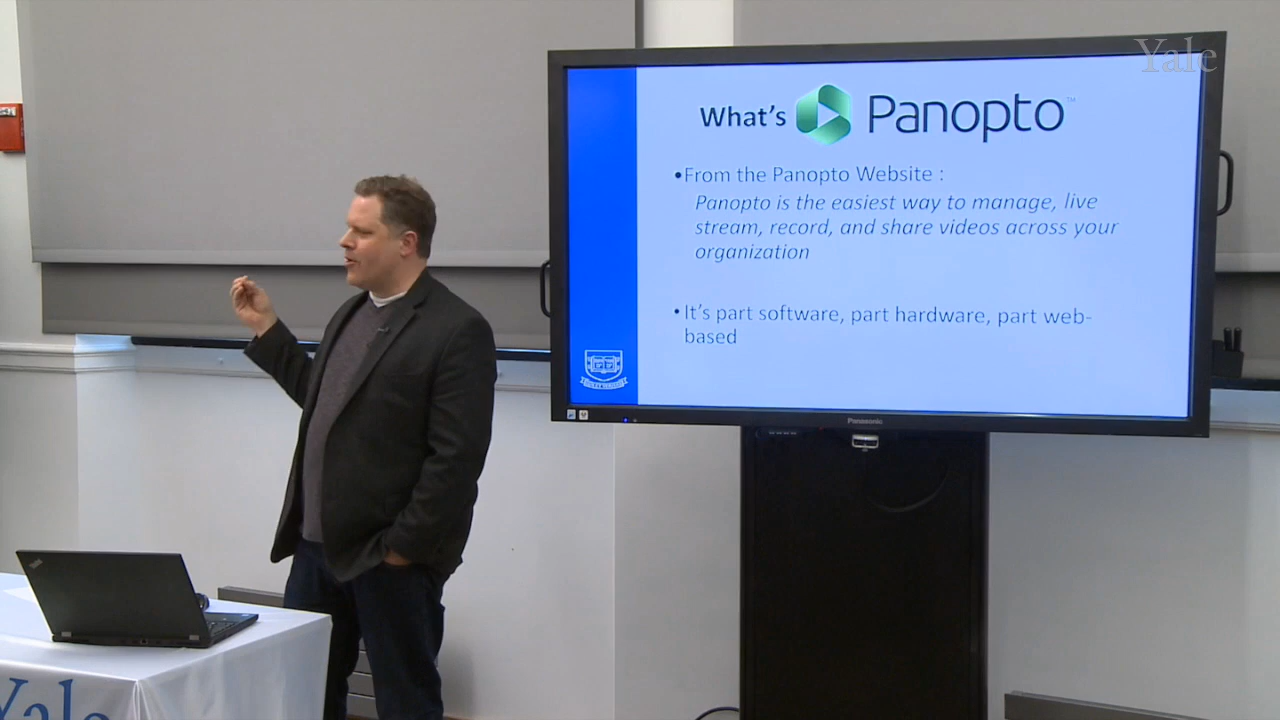 Yale
What's Panopto™
•From the Panopto Website :
Panopto is the easiest way to manage, live
stream, record, and share videos across your
organization
•It's part software, part hardware, part web-
based
Panasonic
Yale